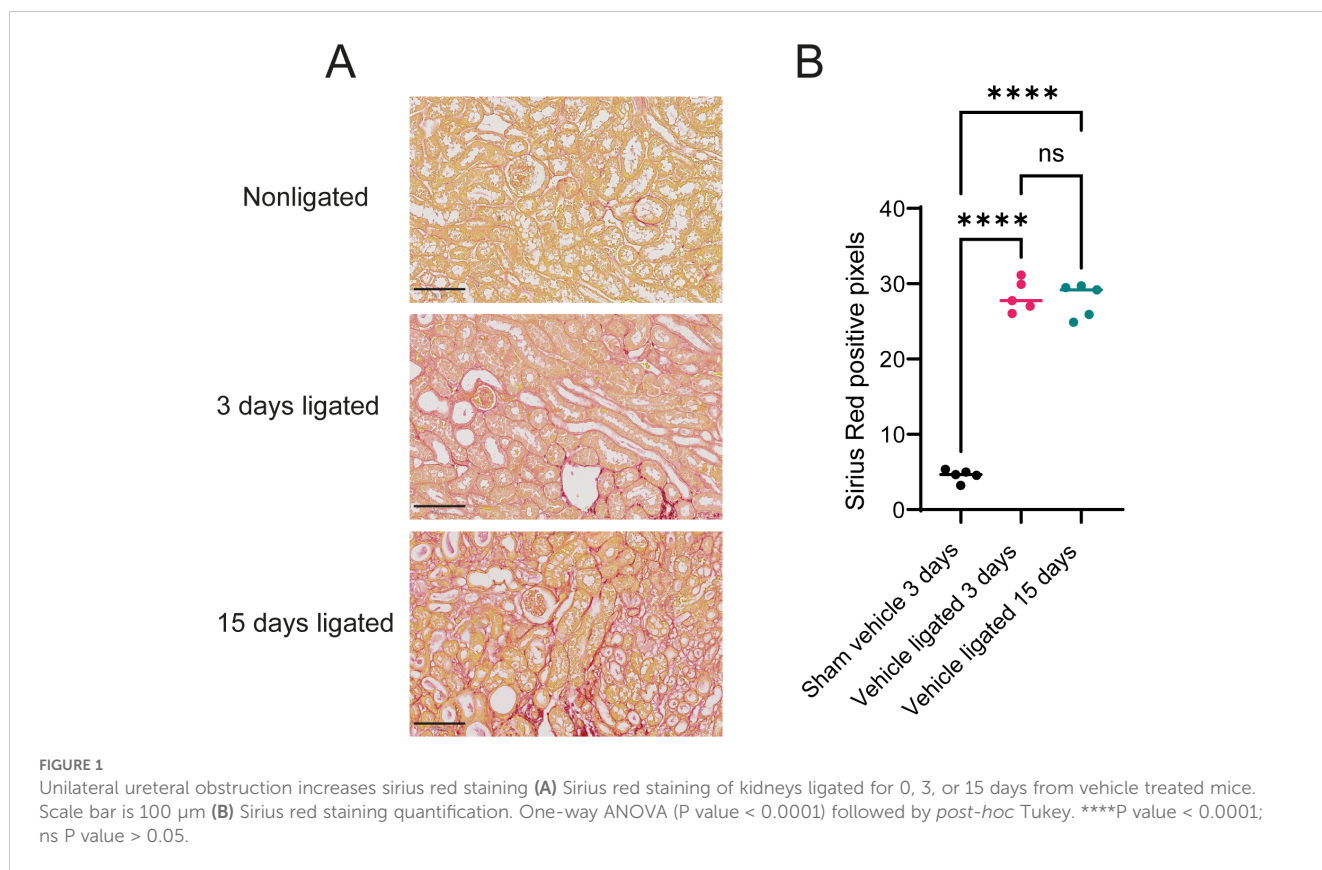 A
B
Nonligated
3 days ligated
15 days ligated
****
ns
****
40
30
20
10
0
Sirius Red positive pixels
Sham vehicle 3 days
Vehicle ligated 3 days
Vehicle ligated 15 days
FIGURE 1
Unilateral ureteral obstruction increases sirius red staining (A) Sirius red staining of kidneys ligated for 0, 3, or 15 days from vehicle treated mice.
Scale bar is 100 µm (B) Sirius red staining quantification. One-way ANOVA (P value < 0.0001) followed by post-hoc Tukey. ****P value < 0.0001;
ns P value > 0.05.